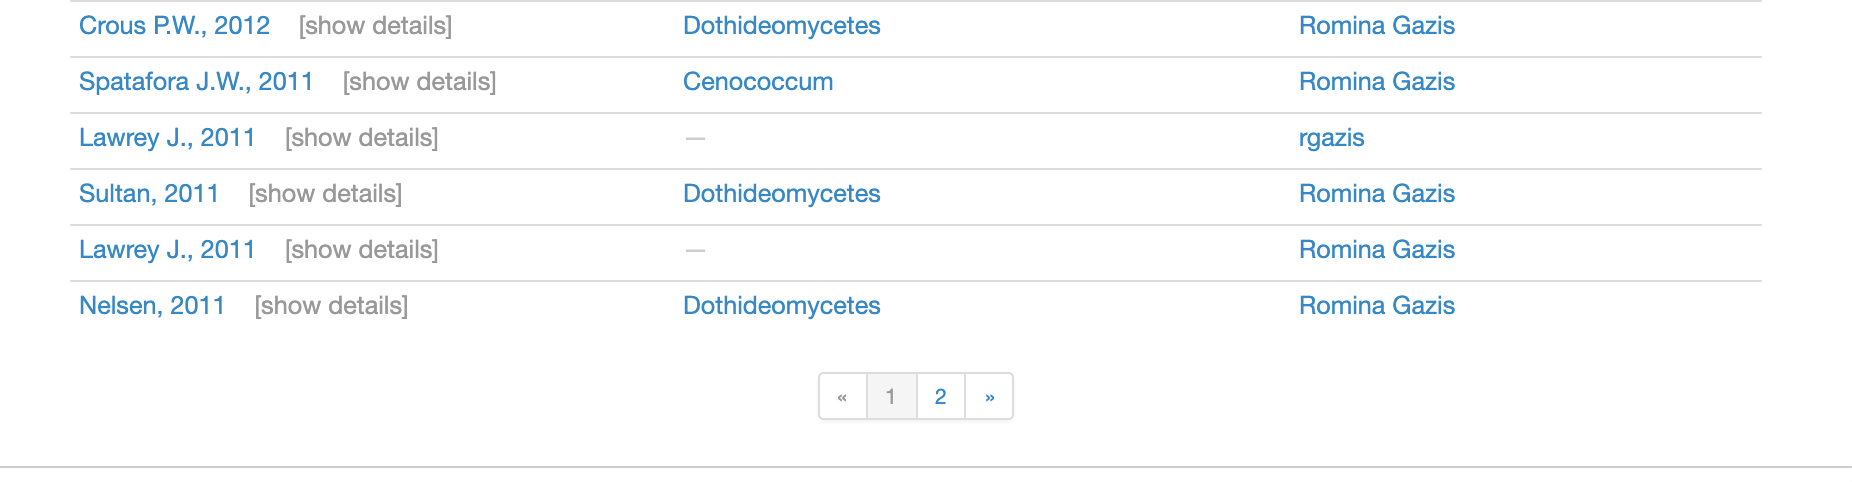 Crous P.W., 2012 [show details] Dothideomycetes Romina Gazis
Spatafora J.W., 2011 [show details] Cenococcum Romina Gazis
Lawrey J., 2011 [show details] — rgazis
Sultan, 2011 [show details] Dothideomycetes Romina Gazis
Lawrey J., 2011 [show details] — Romina Gazis
Nelsen, 2011 [show details] Dothideomycetes Romina Gazis
« 1 2 »